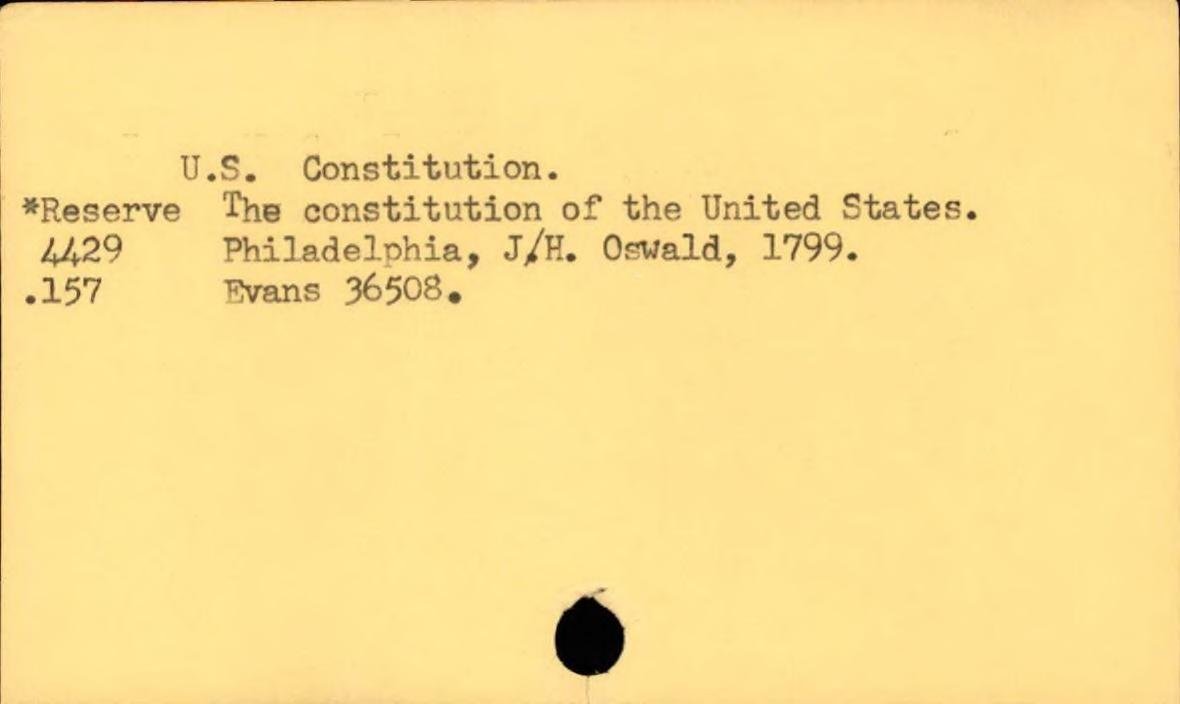 U.S. Constitution.
*Reserve The constitution of the United States.
4429 Philadelphia, J/H. Oswald, 1799.
.157 Evans 36508.